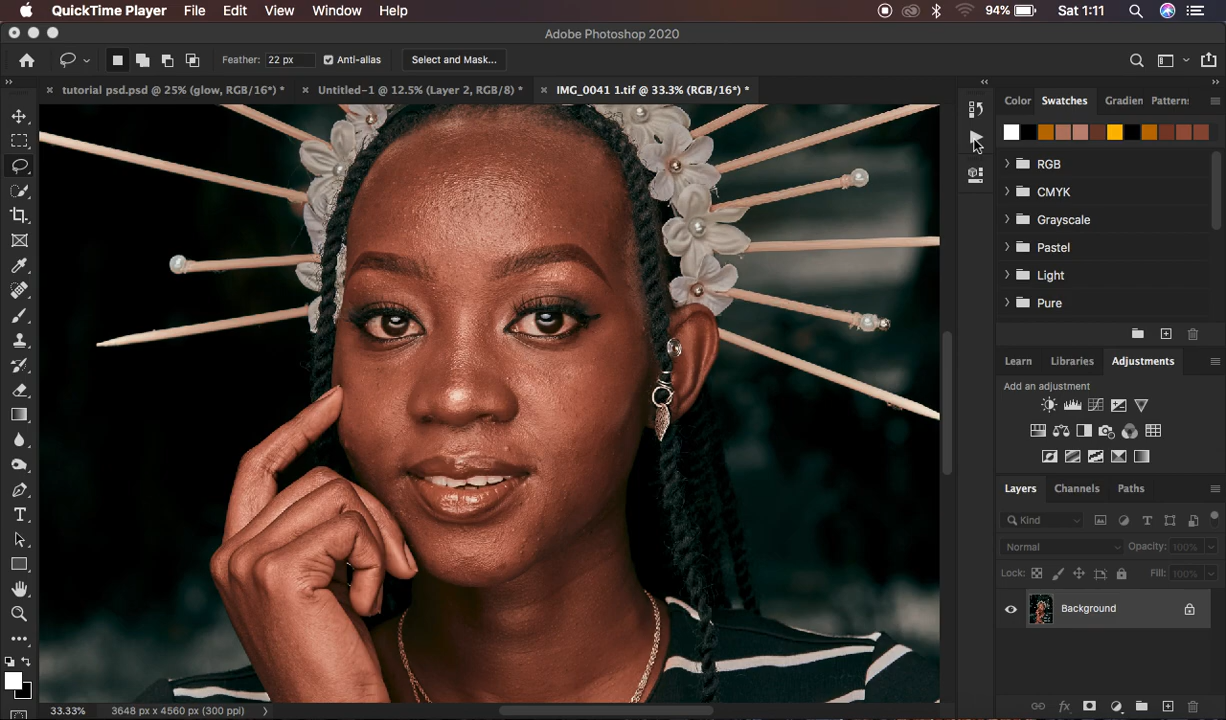 QuickTime Player File Edit View Window Help 94% Sat 1:11
Adobe Photoshop 2020
Feather: 22 px Anti-alias Select and Mask...
tutorial psd.psd @ 25% (glow, RGB/16*) * Untitled-1 @ 12.5% (Layer 2, RGB/8) * IMG_0041 1.tif @ 33.3% (RGB/16*) *
Color Swatches Gradien Pattern:
RGB
CMYK
Grayscale
Pastel
Light
Pure
Learn Libraries Adjustments
Add an adjustment
Layers Channels Paths
Kind
Normal Opacity: 100%
Lock: Fill: 100%
Background
33.33% 3648 px x 4560 px (300 ppi)